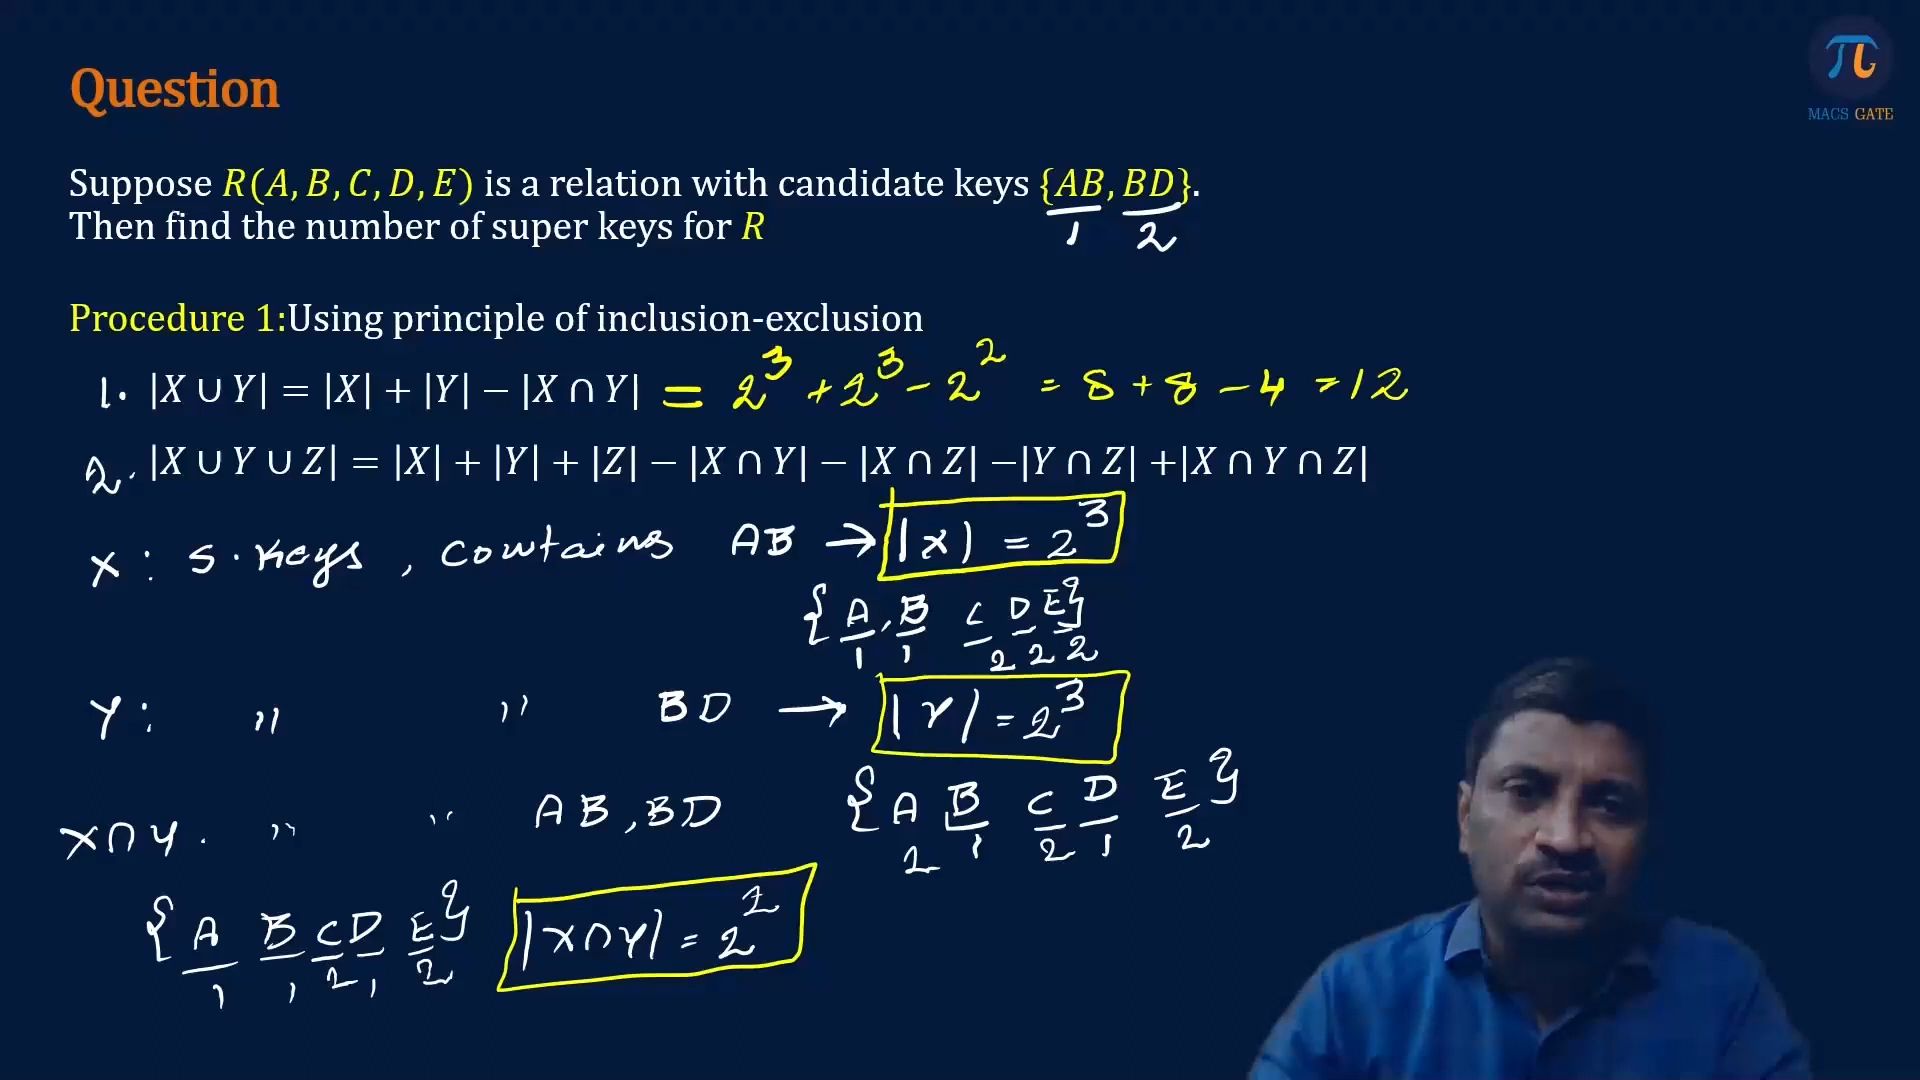 MACS GATE
Question
Suppose R(A, B, C, D, E) is a relation with candidate keys {AB, BD}.
Then find the number of super keys for R
1 2
Procedure 1:Using principle of inclusion-exclusion
1. |X ∪ Y| = |X| + |Y| − |X ∩ Y| = 2³ + 2³ - 2² = 8 + 8 - 4 = 12
2. |X ∪ Y ∪ Z| = |X| + |Y| + |Z| − |X ∩ Y| − |X ∩ Z| −|Y ∩ Z| +|X ∩ Y ∩ Z|
X : S. Keys, contains AB → |X| = 2³
{A, B C D E}
1 1 2 2 2
Y : " " BD → |Y| = 2³
{A B C D E}
2 1 2 1 2
X∩Y. " " AB, BD
{A B C D E} |X∩Y| = 2²
1 1 2 1 2